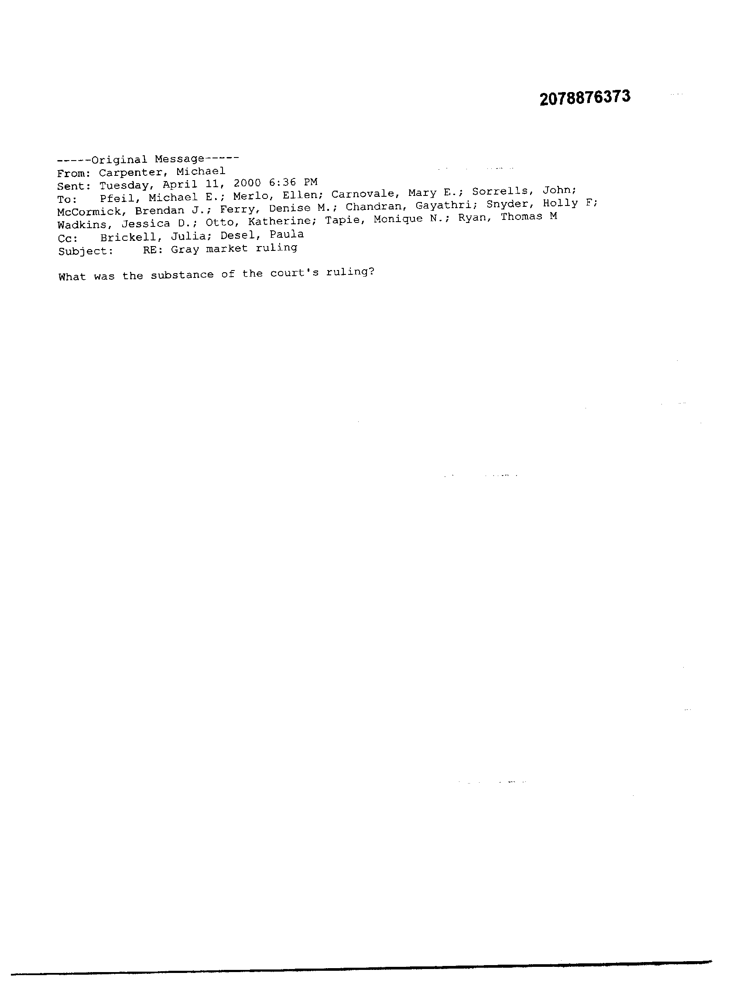 2078876373
-----Original Message-----
From: Carpenter, Michael
Sent: Tuesday, April 11, 2000 6:36 PM
To: Pfeil, Michael E.; Merlo, Ellen; Carnovale, Mary E.; Sorrells, John;
McCormick, Brendan J.; Ferry, Denise M.; Chandran, Gayathri; Snyder, Holly F;
Wadkins, Jessica D.; Otto, Katherine; Tapie, Monique N.; Ryan, Thomas M
Cc: Brickell, Julia; Desel, Paula
Subject: RE: Gray market ruling
What was the substance of the court's ruling?